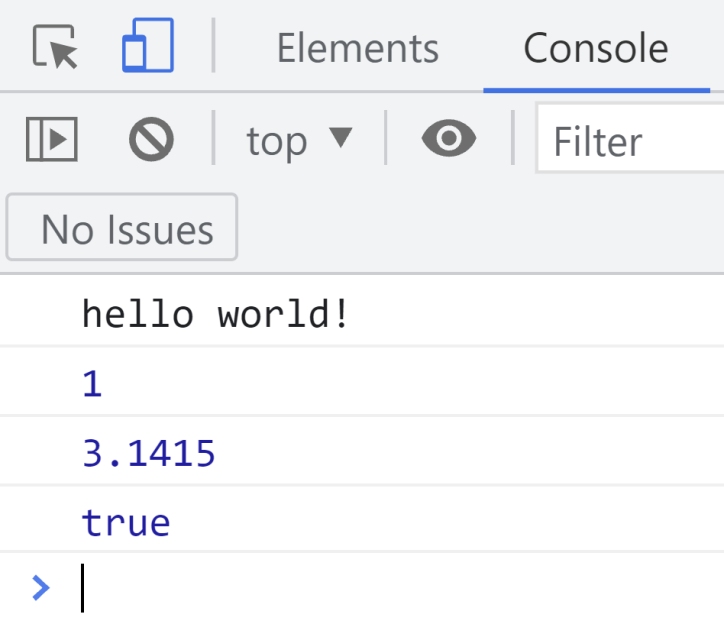 Elements Console
top Filter
No Issues
hello world!
1
3.1415
true